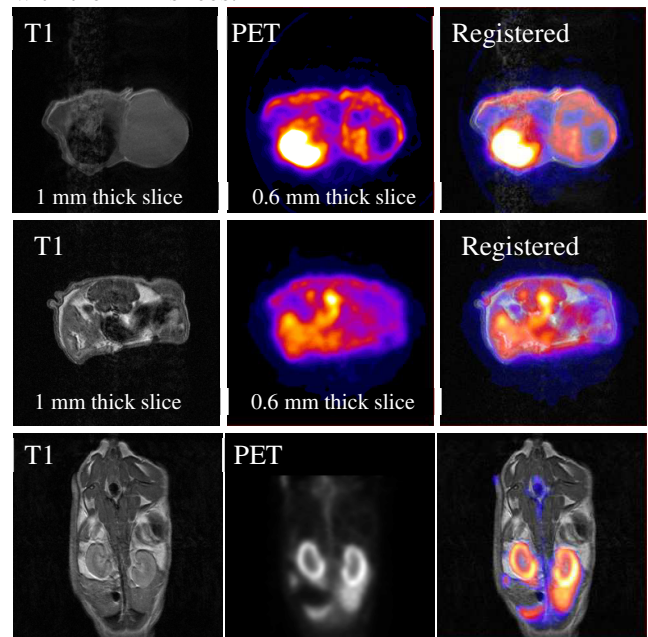 T1 PET Registered
1 mm thick slice 0.6 mm thick slice
T1 Registered
1 mm thick slice 0.6 mm thick slice
T1 PET